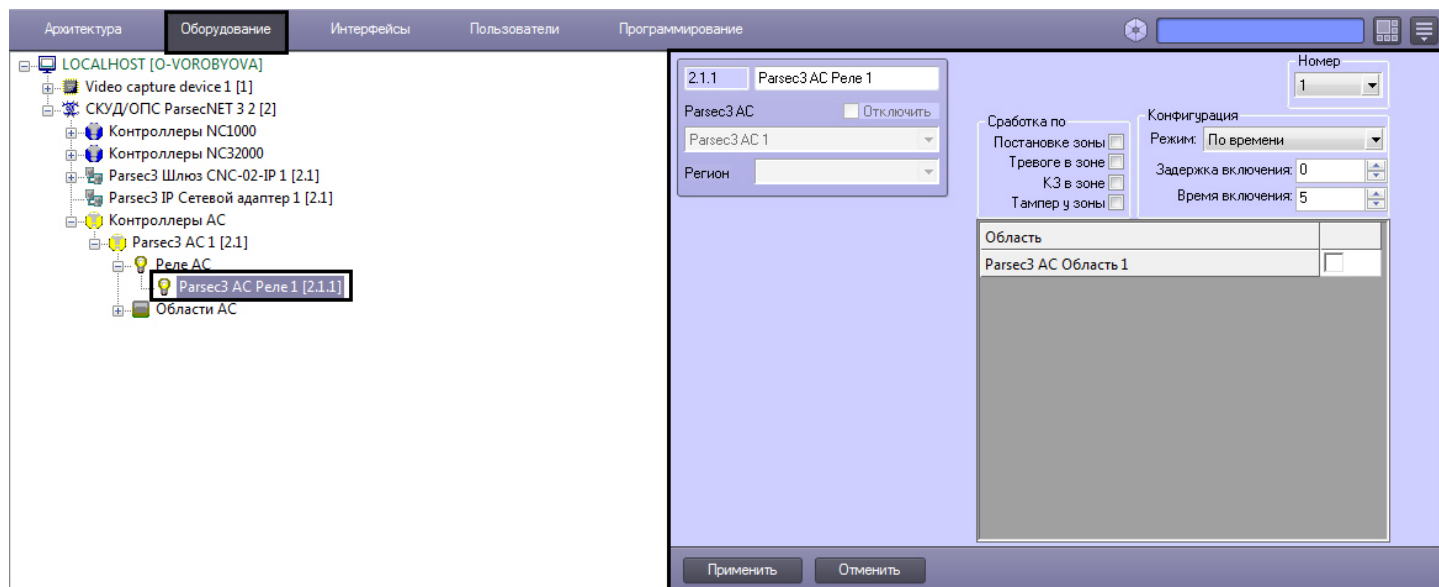 Архитектура Оборудование Интерфейсы Пользователи Программирование
LOCALHOST [O-VOROBYOVA]
Video capture device 1 [1]
СКУД/ОПС ParsecNET 3 2 [2]
Контроллеры NC1000
Контроллеры NC32000
Parsec3 Шлюз CNC-02-IP 1 [2.1]
Parsec3 IP Сетевой адаптер 1 [2.1]
Контроллеры АС
Parsec3 AC 1 [2.1]
Реле АС
Parsec3 AC Реле 1 [2.1.1]
Области АС
2.1.1 Parsec3 AC Реле 1
Parsec3 AC Отключить
Parsec3 AC 1
Регион
Номер
1
Сработка по
Постановке зоны
Тревоге в зоне
КЗ в зоне
Тампер у зоны
Конфигурация
Режим: По времени
Задержка включения: 0
Время включения: 5
Область
Parsec3 AC Область 1
Применить Отменить